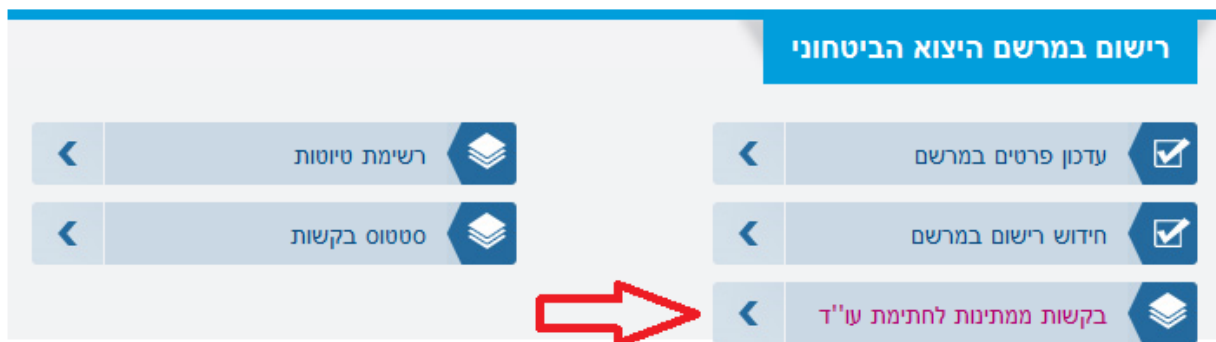 רישום במרשם היצוא הביטחוני
עדכון פרטים במרשם
רשימת טיוטות
חידוש רישום במרשם
סטטוס בקשות
בקשות ממתינות לחתימת עו''ד